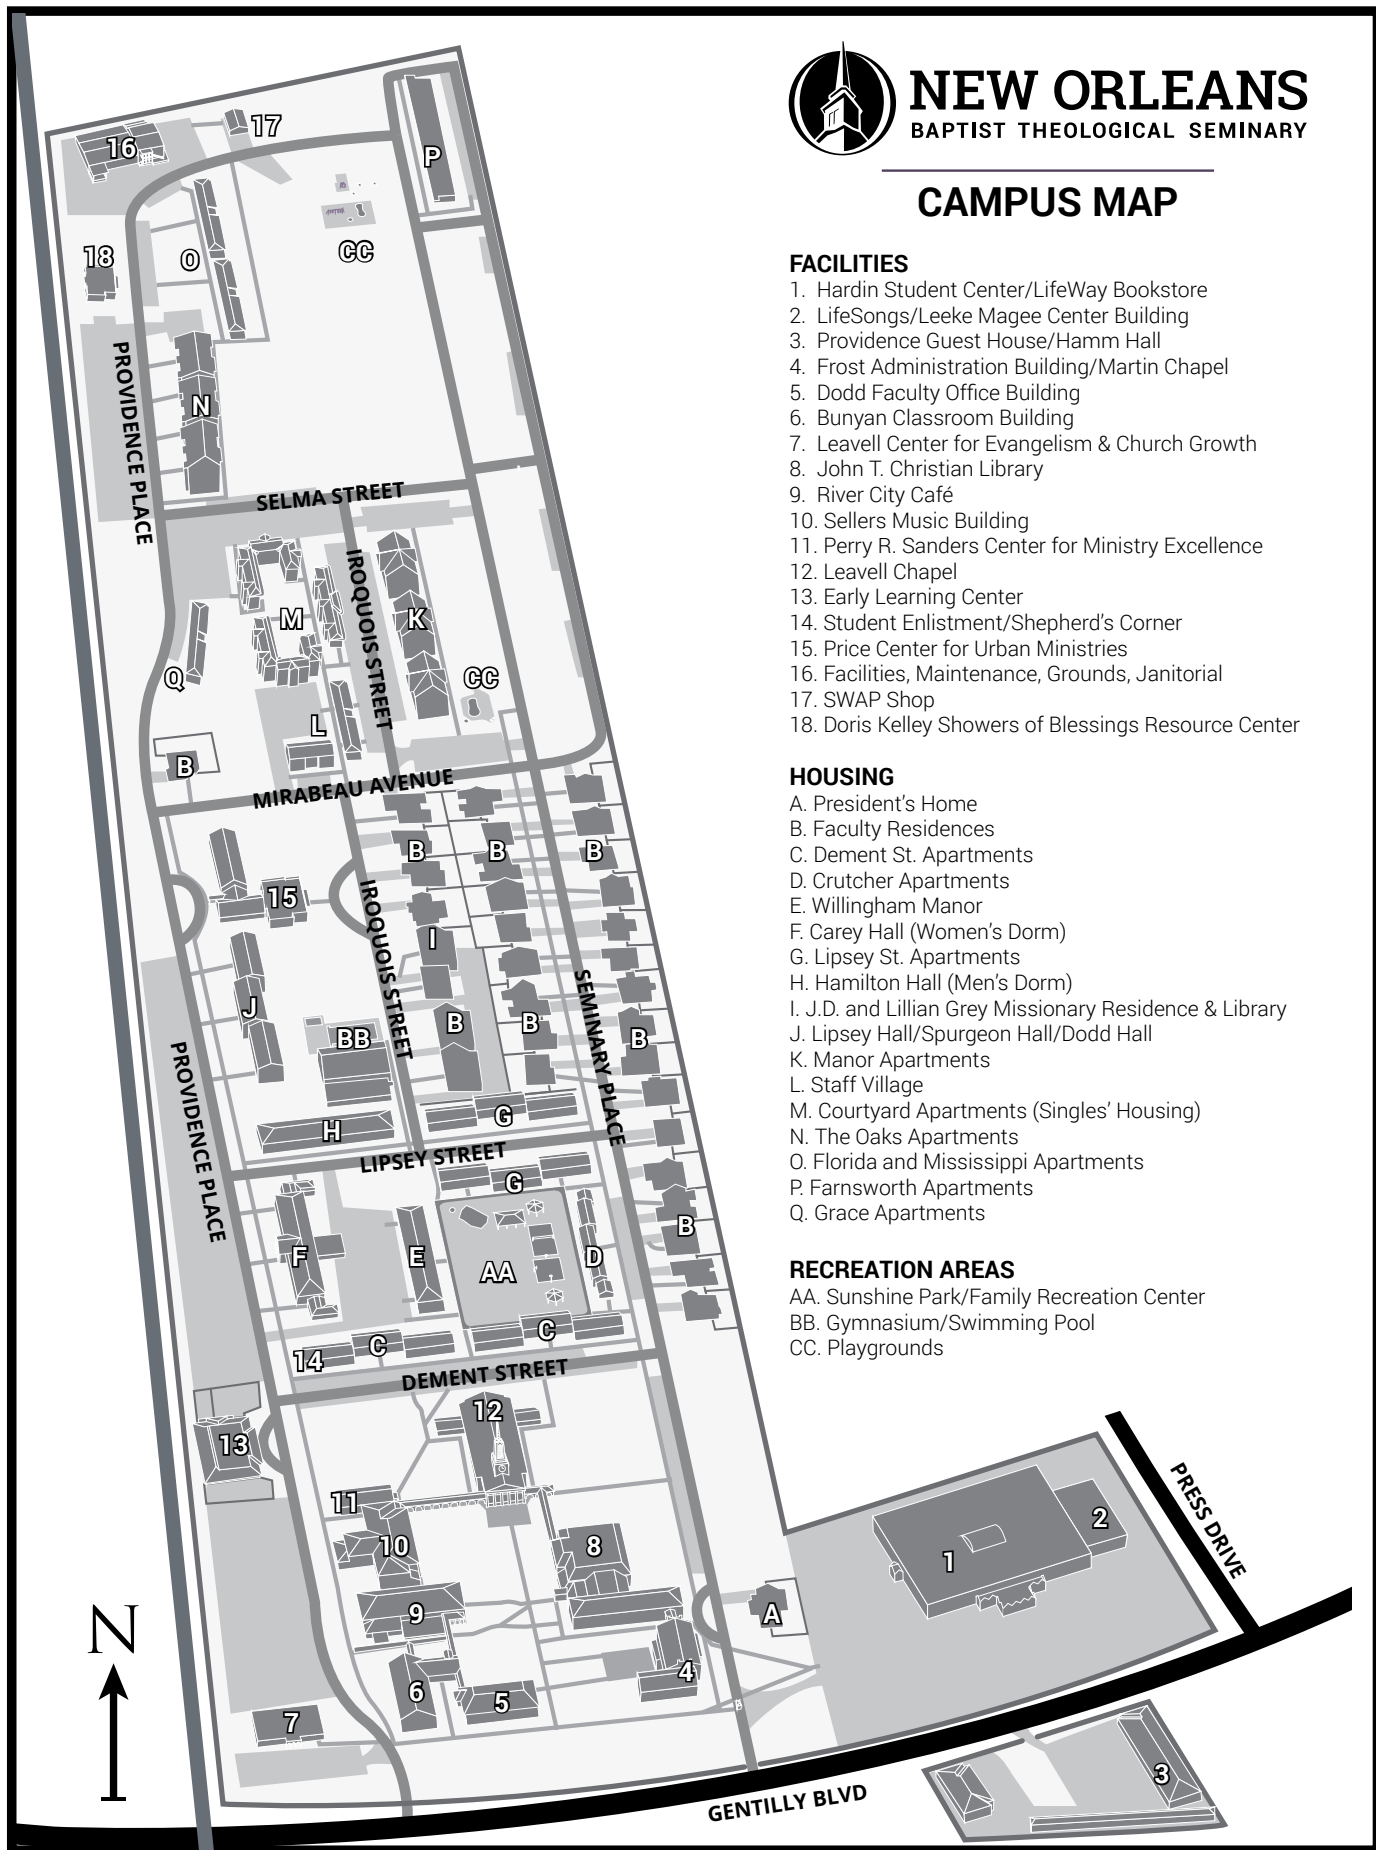 NEW ORLEANS
BAPTIST THEOLOGICAL SEMINARY
CAMPUS MAP
FACILITIES
1. Hardin Student Center/LifeWay Bookstore
2. LifeSongs/Leeke Magee Center Building
3. Providence Guest House/Hamm Hall
4. Frost Administration Building/Martin Chapel
5. Dodd Faculty Office Building
6. Bunyan Classroom Building
7. Leavell Center for Evangelism & Church Growth
8. John T. Christian Library
9. River City Café
10. Sellers Music Building
11. Perry R. Sanders Center for Ministry Excellence
12. Leavell Chapel
13. Early Learning Center
14. Student Enlistment/Shepherd's Corner
15. Price Center for Urban Ministries
16. Facilities, Maintenance, Grounds, Janitorial
17. SWAP Shop
18. Doris Kelley Showers of Blessings Resource Center
HOUSING
A. President's Home
B. Faculty Residences
C. Dement St. Apartments
D. Crutcher Apartments
E. Willingham Manor
F. Carey Hall (Women's Dorm)
G. Lipsey St. Apartments
H. Hamilton Hall (Men's Dorm)
I. J.D. and Lillian Grey Missionary Residence & Library
J. Lipsey Hall/Spurgeon Hall/Dodd Hall
K. Manor Apartments
L. Staff Village
M. Courtyard Apartments (Singles' Housing)
N. The Oaks Apartments
O. Florida and Mississippi Apartments
P. Farnsworth Apartments
Q. Grace Apartments
RECREATION AREAS
AA. Sunshine Park/Family Recreation Center
BB. Gymnasium/Swimming Pool
CC. Playgrounds
17
16
P
18
O
CC
PROVIDENCE PLACE
N
SELMA STREET
IROQUOIS STREET
M
K
Q
CC
L
B
MIRABEAU AVENUE
B
B
B
15
IROQUOIS STREET
I
SEMINARY PLACE
J
BB
B
B
B
PROVIDENCE PLACE
G
H
LIPSEY STREET
G
B
F
E
AA
D
C
C
14
DEMENT STREET
12
13
11
10
8
9
A
6
5
4
7
1
2
PRESS DRIVE
N
3
GENTILLY BLVD